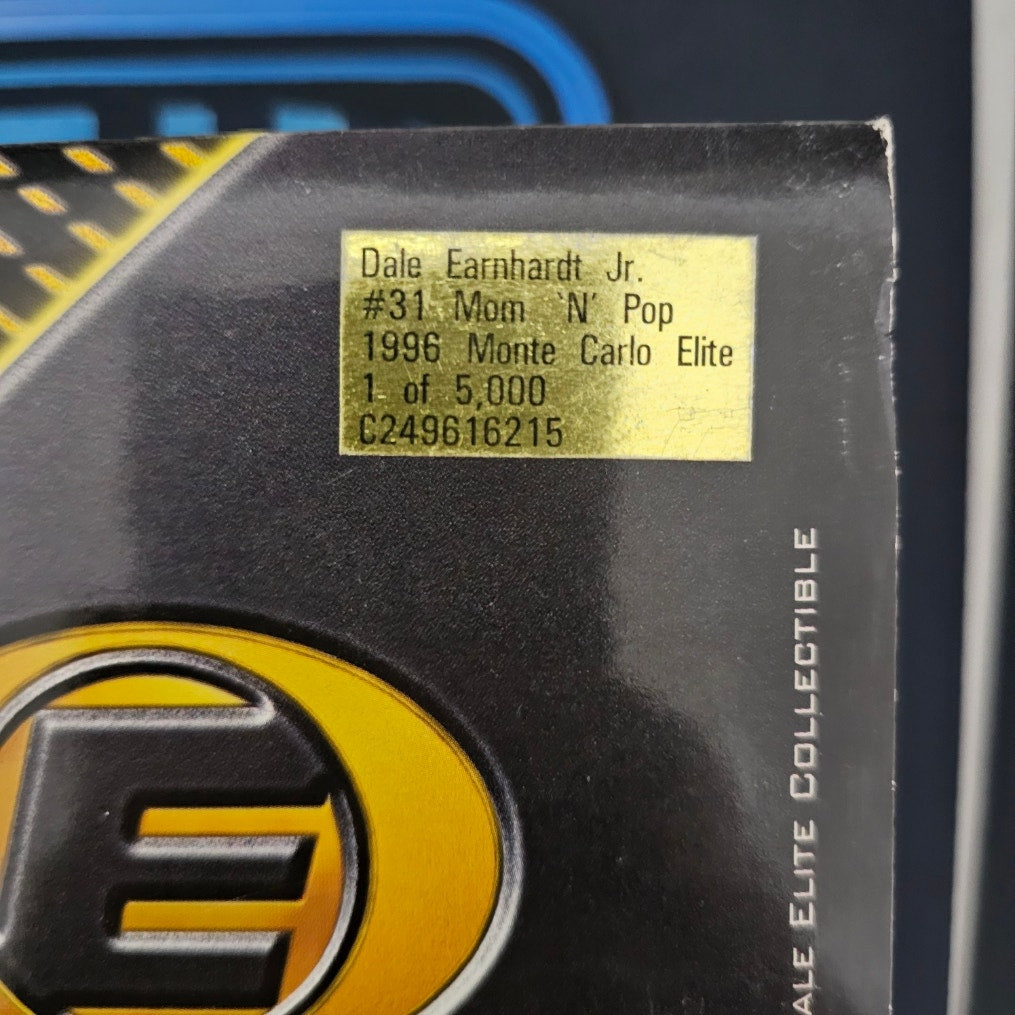 Dale Earnhardt Jr.
#31 Mom 'N' Pop
1996 Monte Carlo Elite
1 of 5,000
C249616215
E
ALE ELITE COLLECTIBLE